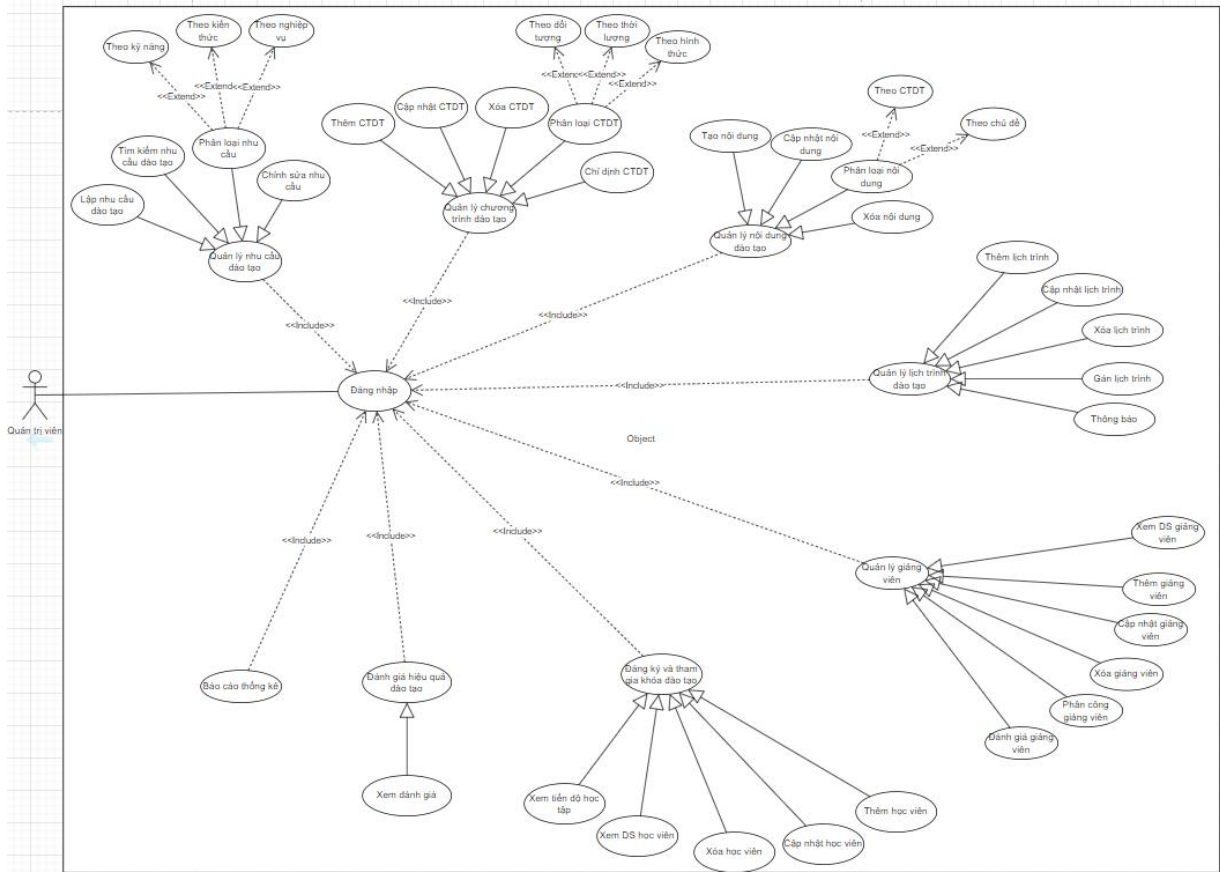 Theo kỹ năng
Theo kiến
thức
Theo nghiệp
vụ
<<Extend>>
<<Extend>>
<<Extend>>
Lập nhu cầu
đào tạo
Tìm kiếm nhu
cầu đào tạo
Phân loại nhu
cầu
Chỉnh sửa nhu
cầu
Quản lý nhu cầu
đào tạo
Theo đối
tượng
Theo thời
lượng
Theo hình
thức
<<Extend>>
<<Extend>>
<<Extend>>
Thêm CTDT
Cập nhật CTDT
Xóa CTDT
Phân loại CTDT
Chỉ định CTDT
Quản lý chương
trình đào tạo
Theo CTDT
Theo chủ đề
<<Extend>>
<<Extend>>
Tạo nội dung
Cập nhật nội
dung
Phân loại nội
dung
Xóa nội dung
Quản lý nội dung
đào tạo
Thêm lịch trình
Cập nhật lịch trình
Xóa lịch trình
Gán lịch trình
Thông báo
Quản lý lịch trình
đào tạo
<<Include>>
<<Include>>
<<Include>>
<<Include>>
Đăng nhập
Quản trị viên
Object
<<Include>>
<<Include>>
<<Include>>
<<Include>>
Quản lý giảng
viên
Xem DS giảng
viên
Thêm giảng
viên
Cập nhật giảng
viên
Xóa giảng viên
Phân công
giảng viên
Đánh giá giảng
viên
Báo cáo thống kê
Đánh giá hiệu quả
đào tạo
Xem đánh giá
Đăng ký và tham
gia khóa đào tạo
Xem tiến độ học
tập
Xem DS học viên
Xóa học viên
Cập nhật học viên
Thêm học viên